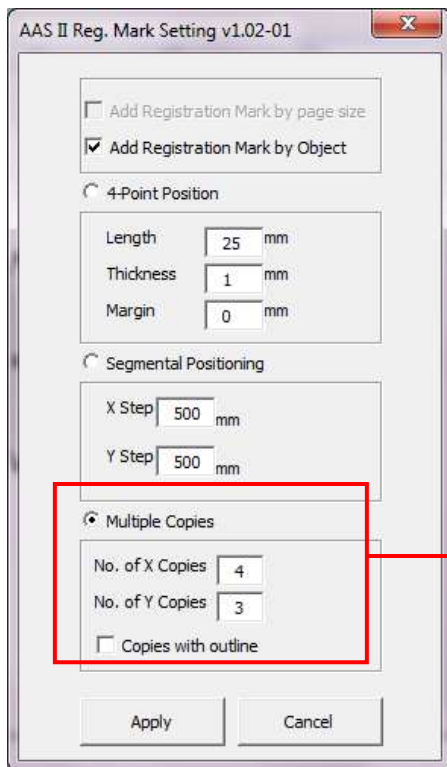 AAS II Reg. Mark Setting v1.02-01
Add Registration Mark by page size
Add Registration Mark by Object
4-Point Position
Length 25 mm
Thickness 1 mm
Margin 0 mm
Segmental Positioning
X Step 500 mm
Y Step 500 mm
Multiple Copies
No. of X Copies 4
No. of Y Copies 3
Copies with outline
Apply Cancel